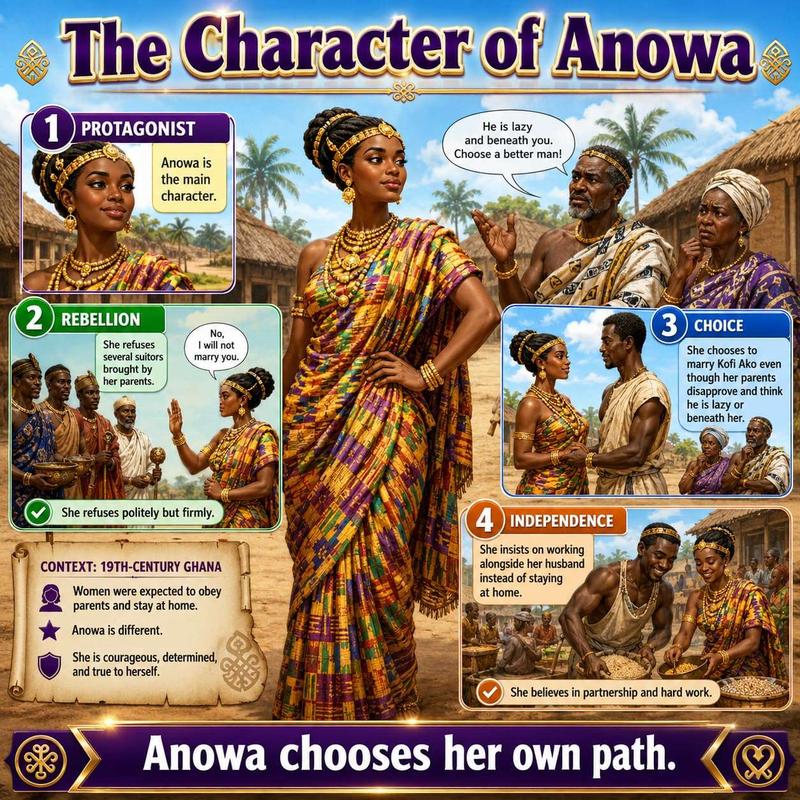 The Character of Anowa
1 PROTAGONIST
Anowa is
the main
character.
He is lazy
and beneath you.
Choose a better man!
2 REBELLION
She refuses
several suitors
brought by
her parents.
No,
I will not
marry you.
She refuses politely but firmly.
3 CHOICE
She chooses to
marry Kofi Ako even
though her parents
disapprove and think
he is lazy or
beneath her.
4 INDEPENDENCE
She insists on working
alongside her husband
instead of staying
at home.
She believes in partnership and hard work.
CONTEXT: 19TH-CENTURY GHANA
Women were expected to obey
parents and stay at home.
Anowa is different.
She is courageous, determined,
and true to herself.
Anowa chooses her own path.